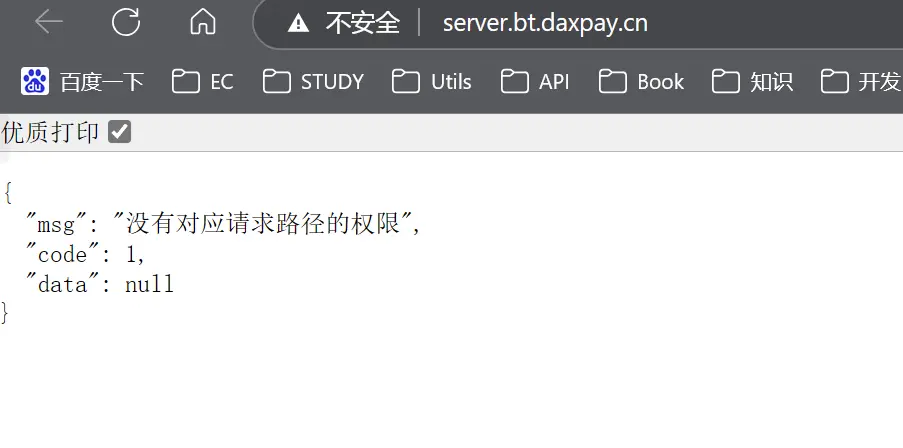 不安全 server.bt.daxpay.cn
du 百度一下 EC STUDY Utils API Book 知识 开发
优质打印
{
"msg": "没有对应请求路径的权限",
"code": 1,
"data": null
}